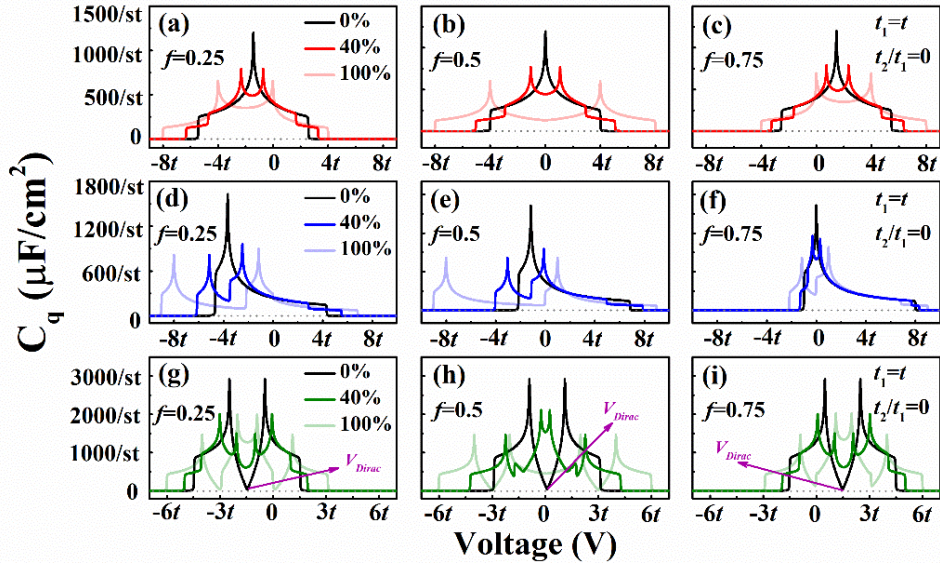 C_q (μF/cm²)
1500/st
1000/st
500/st
0
(a)
f=0.25
0%
40%
100%
-8t -4t 0 4t 8t
(b)
f=0.5
-8t -4t 0 4t 8t
(c)
f=0.75
t₁=t
t₂/t₁=0
-8t -4t 0 4t 8t
1800/st
1200/st
600/st
0
(d)
f=0.25
0%
40%
100%
-8t -4t 0 4t 8t
(e)
f=0.5
-8t -4t 0 4t 8t
(f)
f=0.75
t₁=t
t₂/t₁=0
-8t -4t 0 4t 8t
3000/st
2000/st
1000/st
0
(g)
f=0.25
0%
40%
100%
V_Dirac
-6t -3t 0 3t 6t
(h)
f=0.5
V_Dirac
-6t -3t 0 3t 6t
(i)
f=0.75
t₁=t
t₂/t₁=0
V_Dirac
-6t -3t 0 3t 6t
Voltage (V)